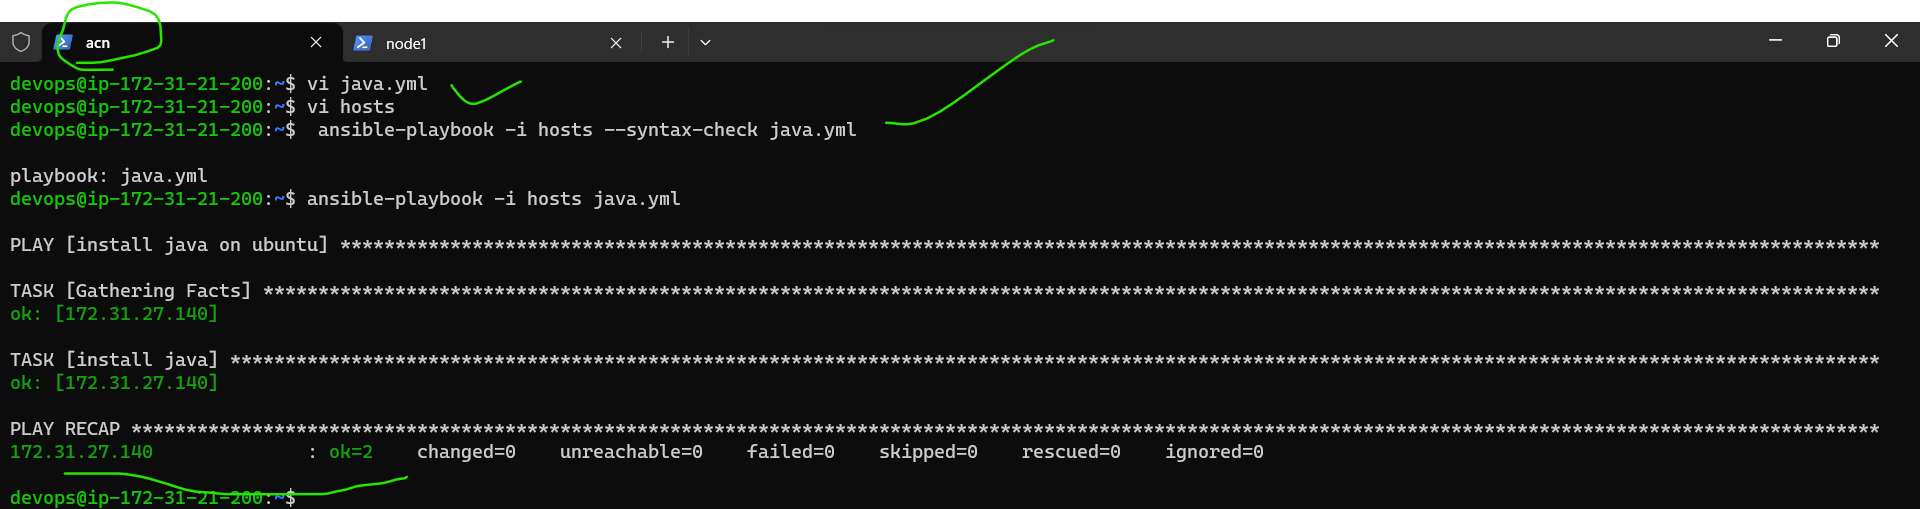 acn
node1
devops@ip-172-31-21-200:~$ vi java.yml
devops@ip-172-31-21-200:~$ vi hosts
devops@ip-172-31-21-200:~$  ansible-playbook -i hosts --syntax-check java.yml
playbook: java.yml
devops@ip-172-31-21-200:~$ ansible-playbook -i hosts java.yml
PLAY [install java on ubuntu] ********************************************************************************************************************************************
TASK [Gathering Facts] ***************************************************************************************************************************************************
ok: [172.31.27.140]
TASK [install java] ******************************************************************************************************************************************************
ok: [172.31.27.140]
PLAY RECAP ***************************************************************************************************************************************************************
172.31.27.140              : ok=2    changed=0    unreachable=0    failed=0    skipped=0    rescued=0    ignored=0
devops@ip-172-31-21-200:~$